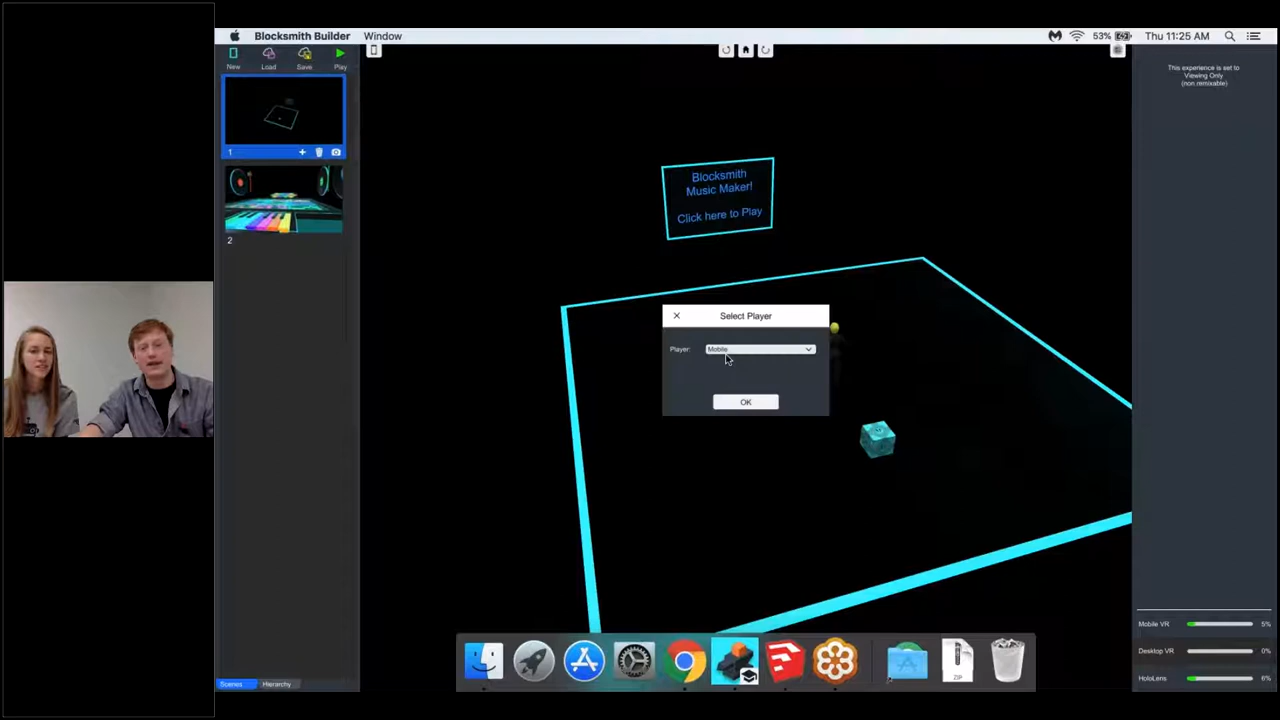 Blocksmith Builder Window
53% Thu 11:25 AM
New Load Save Play
1
2
Blocksmith
Music Maker!
Click here to Play
Select Player
Player: Mobile
OK
This experience is set to
Viewing Only
(non remixable)
Mobile VR 5%
Desktop VR 0%
HoloLens 6%
ZIP
Scenes Hierarchy